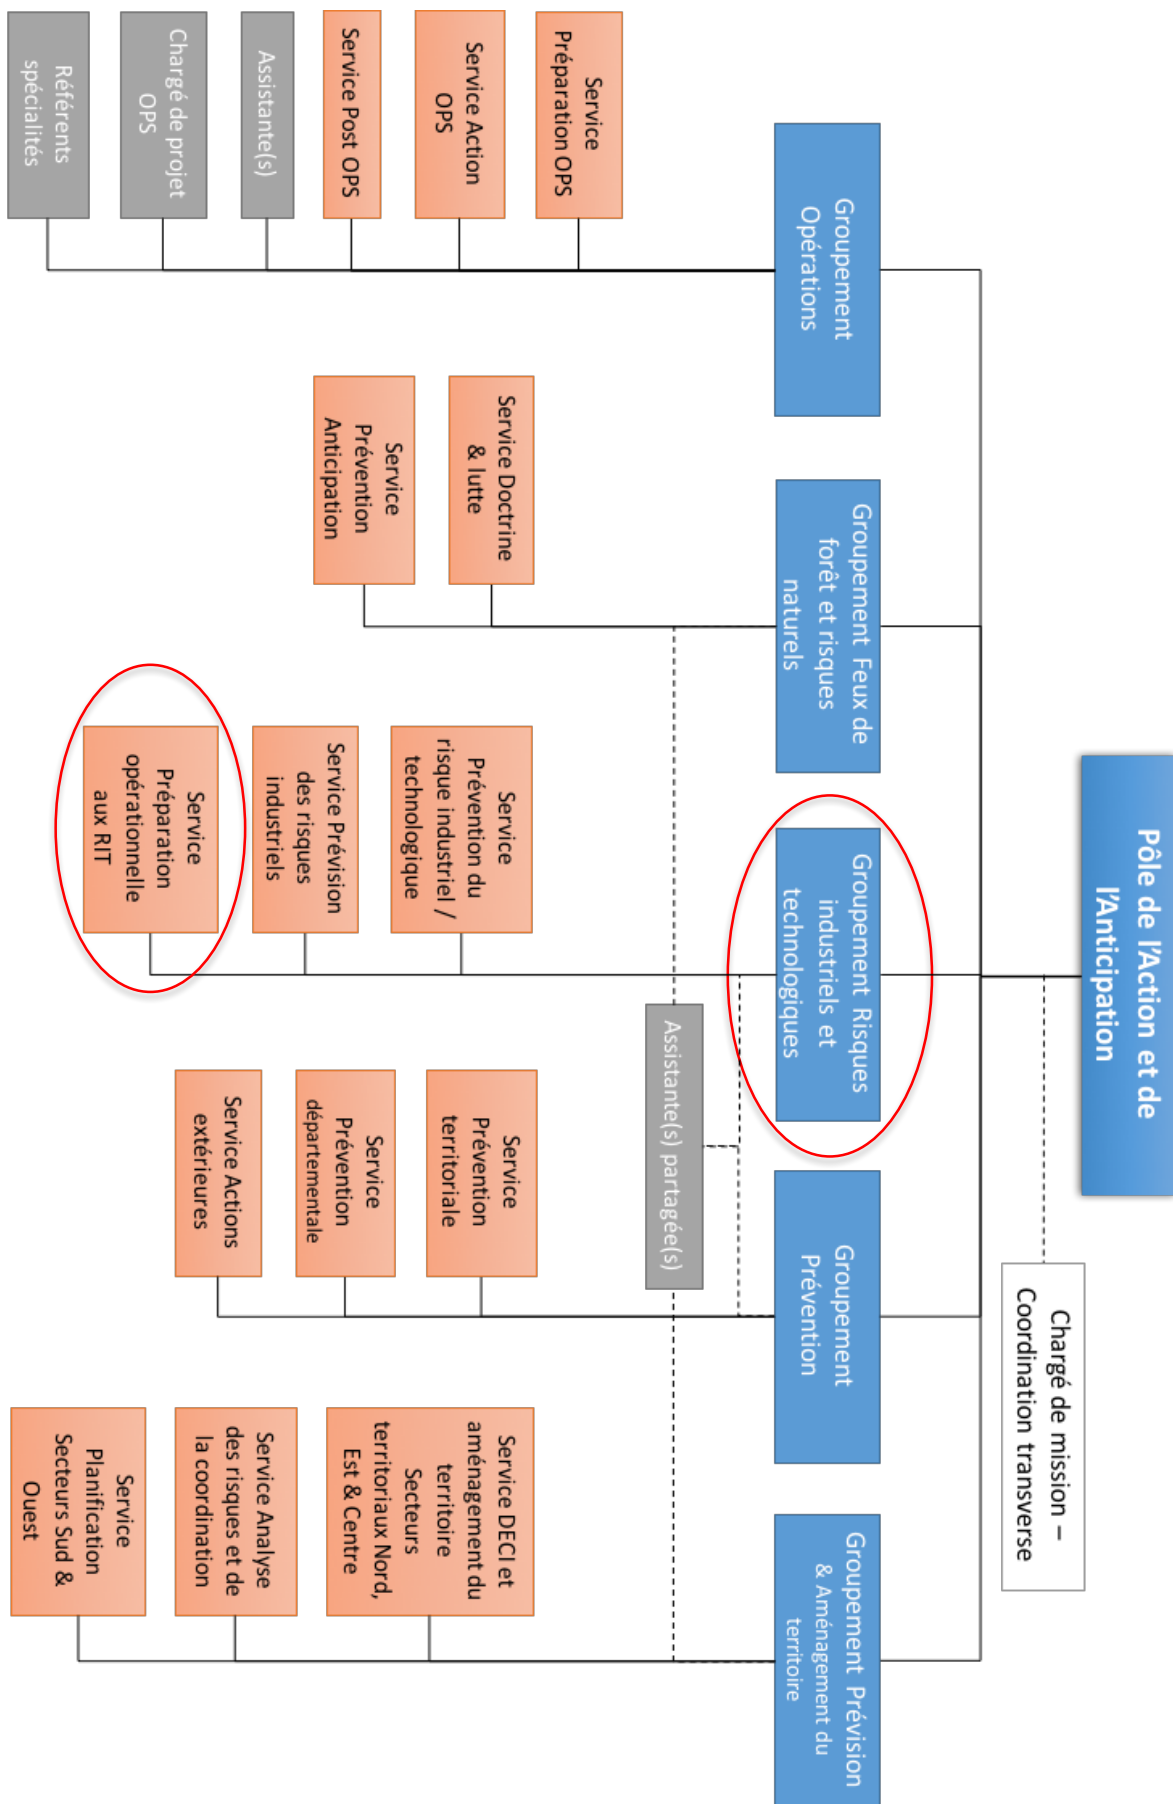 Pôle de l'Action et de
l'Anticipation
Chargé de mission –
Coordination transverse
Groupement
Opérations
Groupement Feux de
forêt et risques
naturels
Groupement Risques
industriels et
technologiques
Groupement
Prévention
Groupement Prévision
& Aménagement du
territoire
Assistante(s) partagée(s)
Service
Préparation OPS
Service Action
OPS
Service Post OPS
Assistante(s)
Chargé de projet
OPS
Référents
spécialités
Service Doctrine
& lutte
Service
Prévention
Anticipation
Service
Prévention du
risque industriel /
technologique
Service Prévision
des risques
industriels
Service
Préparation
opérationnelle
aux RIT
Service
Prévention
territoriale
Service
Prévention
départementale
Service Actions
extérieures
Service DECI et
aménagement du
territoire
Secteurs
territoriaux Nord,
Est & Centre
Service Analyse
des risques et de
la coordination
Service
Planification
Secteurs Sud &
Ouest